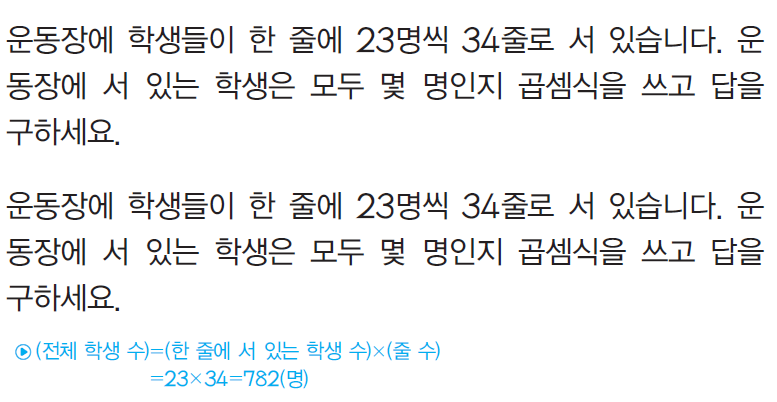 운동장에 학생들이 한 줄에 23명씩 34줄로 서 있습니다. 운
동장에 서 있는 학생은 모두 몇 명인지 곱셈식을 쓰고 답을
구하세요.
운동장에 학생들이 한 줄에 23명씩 34줄로 서 있습니다. 운
동장에 서 있는 학생은 모두 몇 명인지 곱셈식을 쓰고 답을
구하세요.
(전체 학생 수)=(한 줄에 서 있는 학생 수)×(줄 수)
=23×34=782(명)